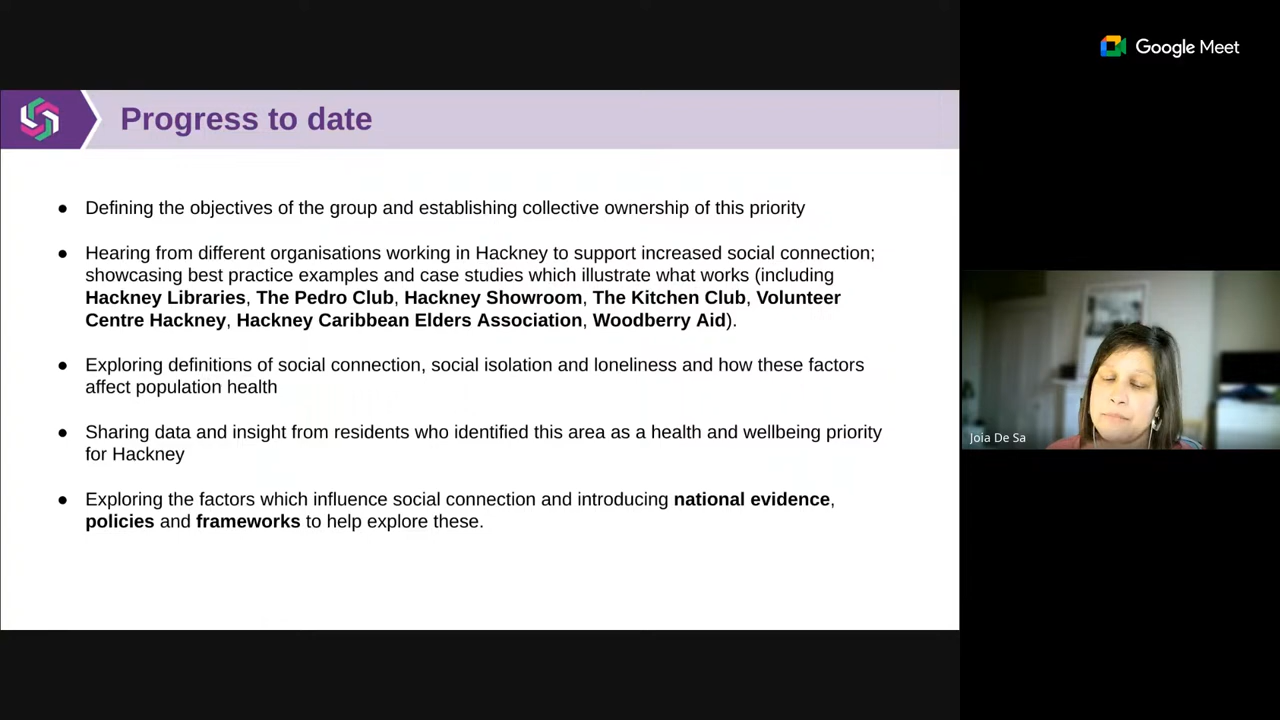 Google Meet
Progress to date
● Defining the objectives of the group and establishing collective ownership of this priority
● Hearing from different organisations working in Hackney to support increased social connection;
showcasing best practice examples and case studies which illustrate what works (including
Hackney Libraries, The Pedro Club, Hackney Showroom, The Kitchen Club, Volunteer
Centre Hackney, Hackney Caribbean Elders Association, Woodberry Aid).
● Exploring definitions of social connection, social isolation and loneliness and how these factors
affect population health
● Sharing data and insight from residents who identified this area as a health and wellbeing priority
for Hackney
● Exploring the factors which influence social connection and introducing national evidence,
policies and frameworks to help explore these.
Joia De Sa